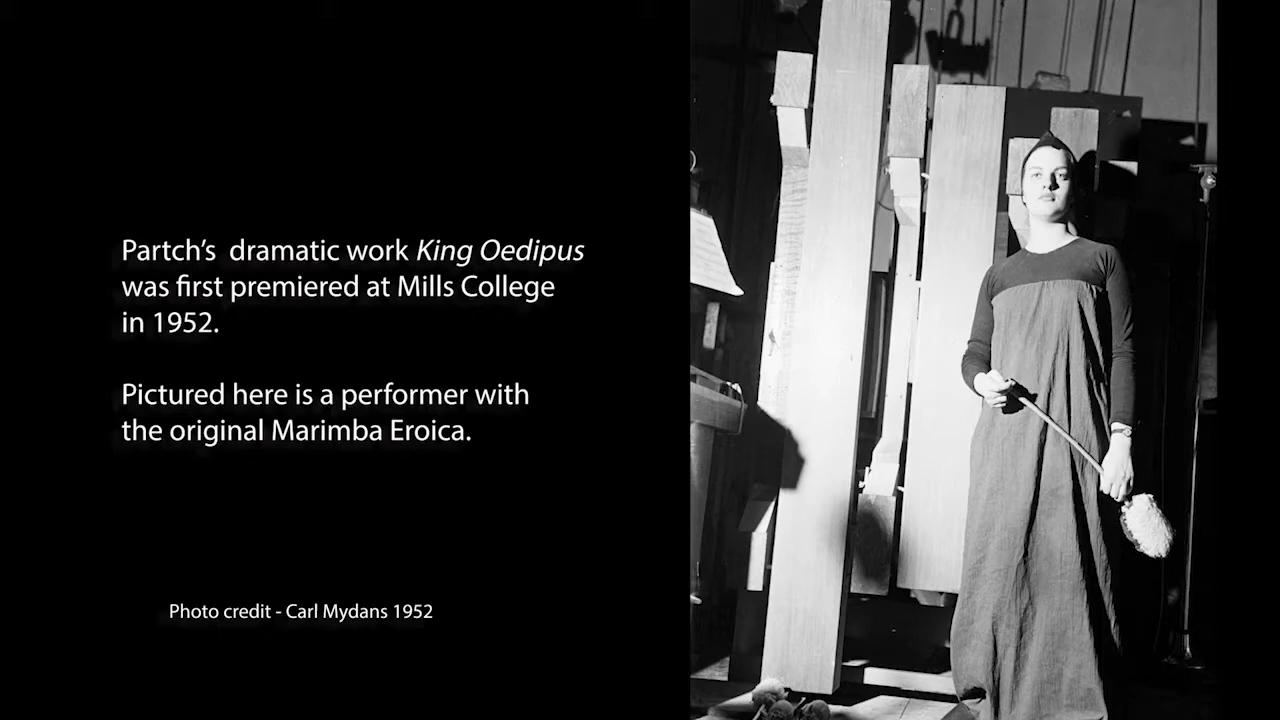 Partch’s  dramatic work King Oedipus
was first premiered at Mills College
in 1952.
Pictured here is a performer with
the original Marimba Eroica.
Photo credit - Carl Mydans 1952